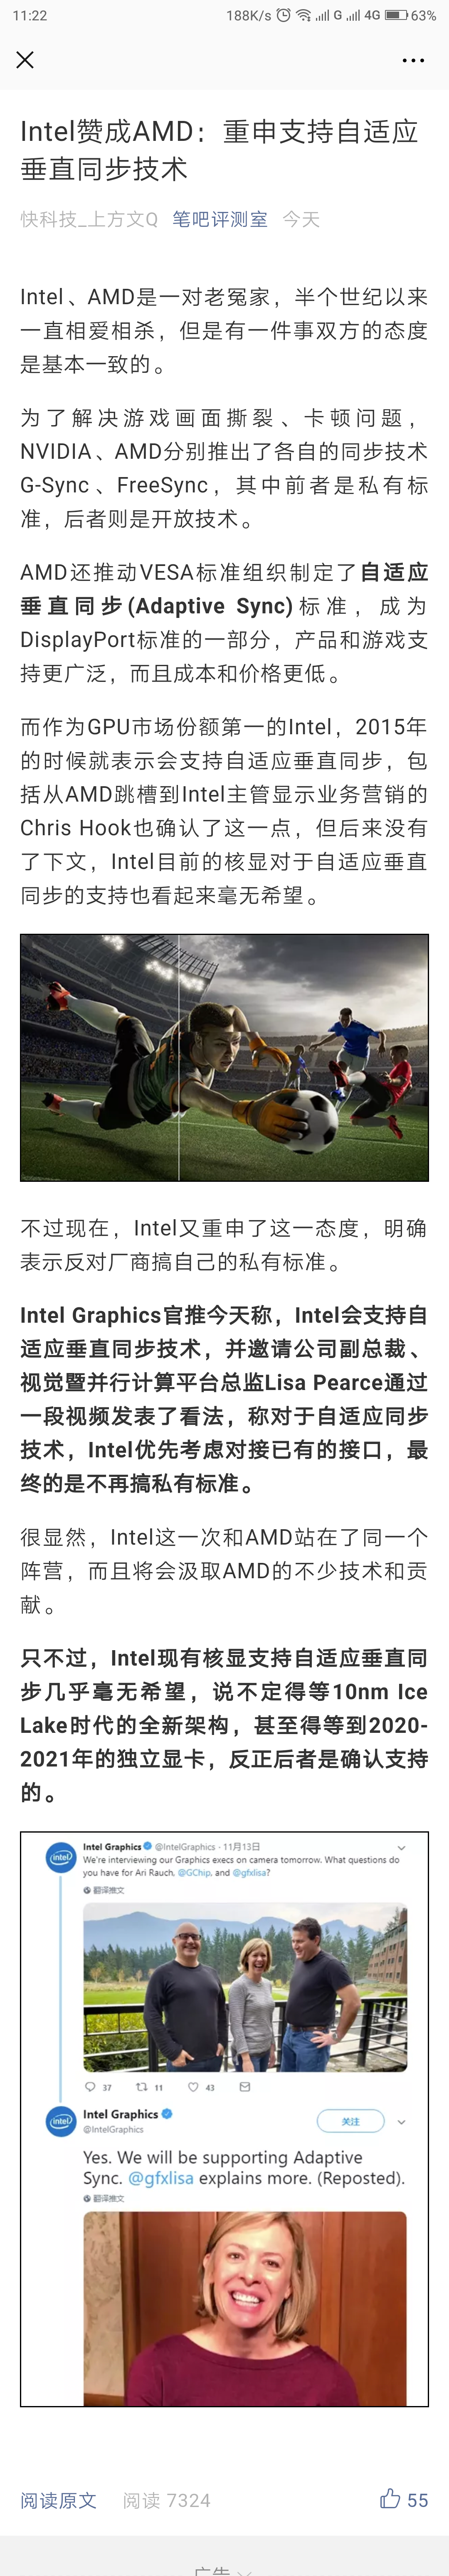 11:22
188K/s G 4G 63%
Intel赞成AMD：重申支持自适应
垂直同步技术
快科技_上方文Q 笔吧评测室 今天
Intel、AMD是一对老冤家，半个世纪以来
一直相爱相杀，但是有一件事双方的态度
是基本一致的。
为了解决游戏画面撕裂、卡顿问题，
NVIDIA、AMD分别推出了各自的同步技术
G-Sync、FreeSync，其中前者是私有标
准，后者则是开放技术。
AMD还推动VESA标准组织制定了自适应
垂直同步(Adaptive Sync)标准，成为
DisplayPort标准的一部分，产品和游戏支
持更广泛，而且成本和价格更低。
而作为GPU市场份额第一的Intel，2015年
的时候就表示会支持自适应垂直同步，包
括从AMD跳槽到Intel主管显示业务营销的
Chris Hook也确认了这一点，但后来没有
了下文，Intel目前的核显对于自适应垂直
同步的支持也看起来毫无希望。
不过现在，Intel又重申了这一态度，明确
表示反对厂商搞自己的私有标准。
Intel Graphics官推今天称，Intel会支持自
适应垂直同步技术，并邀请公司副总裁、
视觉暨并行计算平台总监Lisa Pearce通过
一段视频发表了看法，称对于自适应同步
技术，Intel优先考虑对接已有的接口，最
终的是不再搞私有标准。
很显然，Intel这一次和AMD站在了同一个
阵营，而且将会汲取AMD的不少技术和贡
献。
只不过，Intel现有核显支持自适应垂直同
步几乎毫无希望，说不定得等10nm Ice
Lake时代的全新架构，甚至得等到2020-
2021年的独立显卡，反正后者是确认支持
的。
intel
Intel Graphics @IntelGraphics · 11月13日
We're interviewing our Graphics execs on camera tomorrow. What questions do
you have for Ari Rauch, @GChip, and @gfxlisa?
翻译推文
37 11 43
intel
Intel Graphics
@IntelGraphics
关注
Yes. We will be supporting Adaptive
Sync. @gfxlisa explains more. (Reposted).
翻译推文
阅读原文 阅读 7324 55
广告